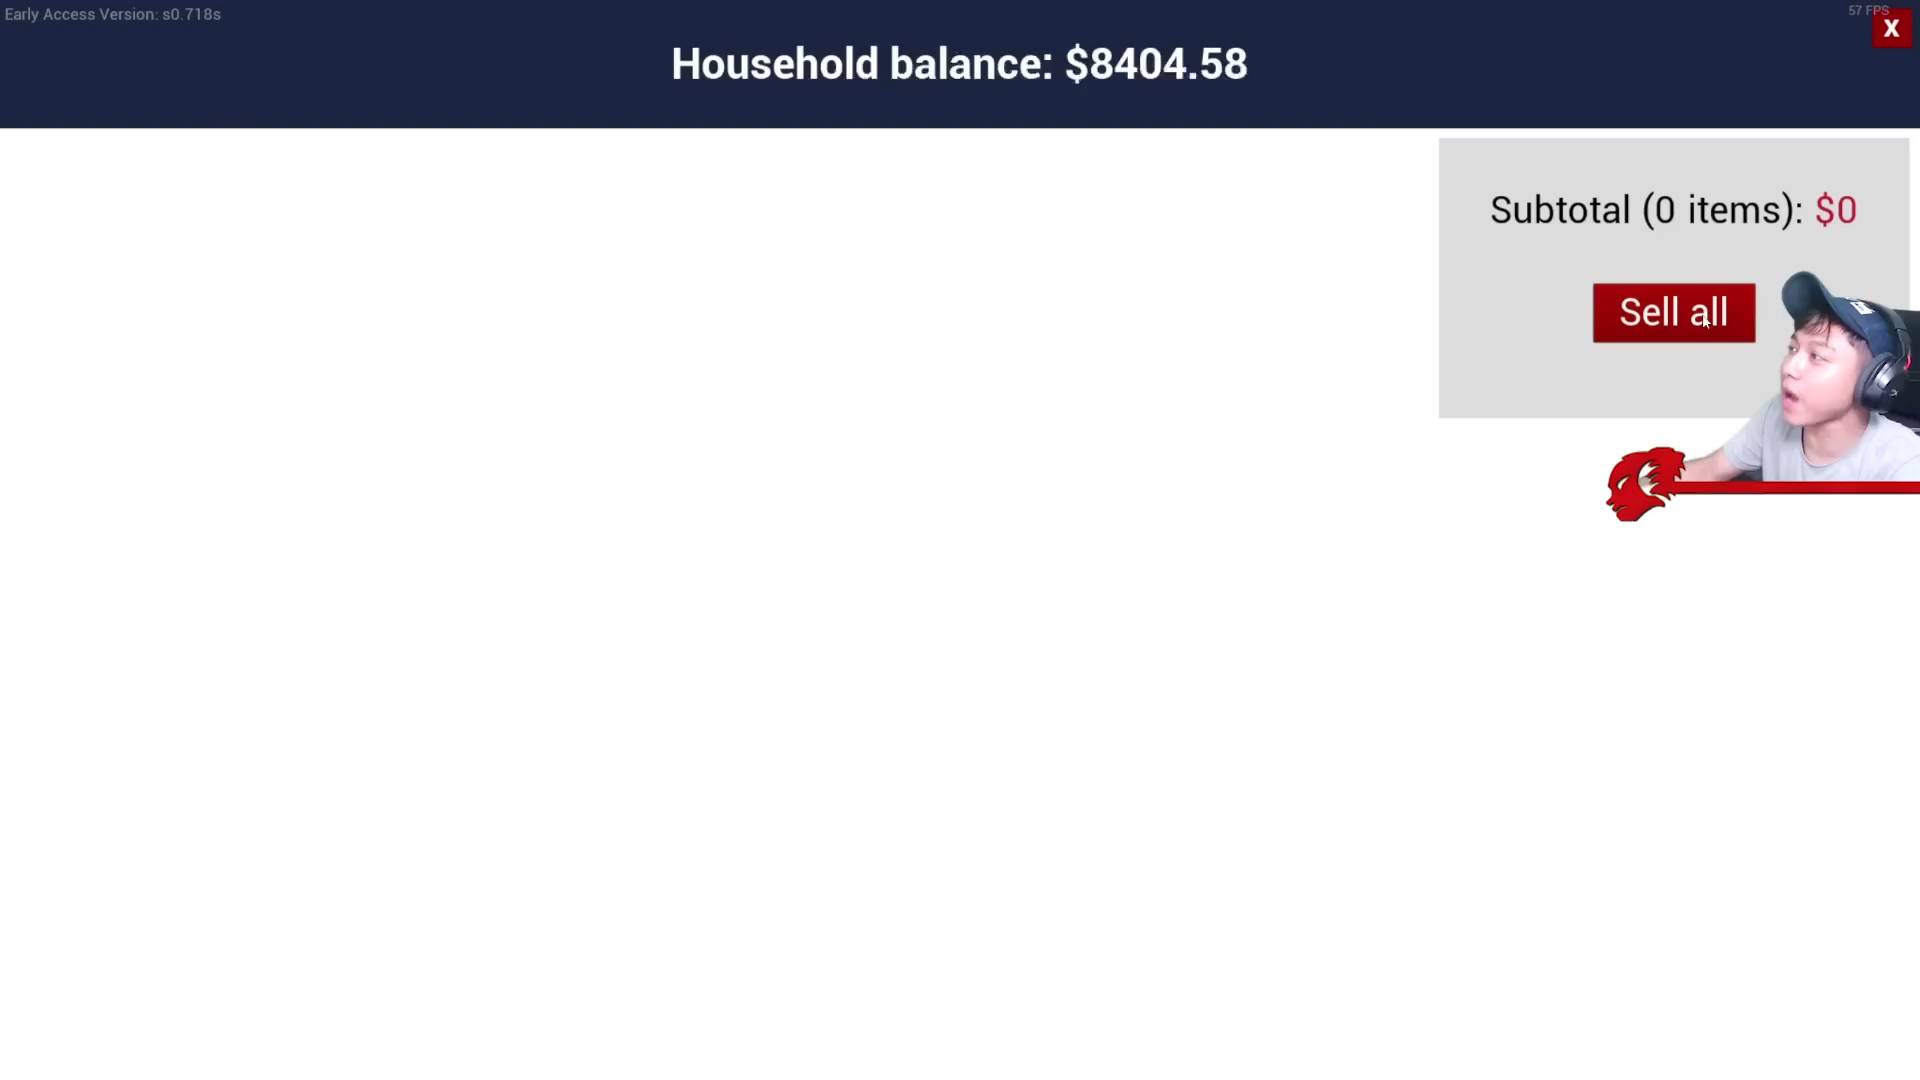 Early Access Version: s0.718s
57 FPS
X
Household balance: $8404.58
Subtotal (0 items): $0
Sell all